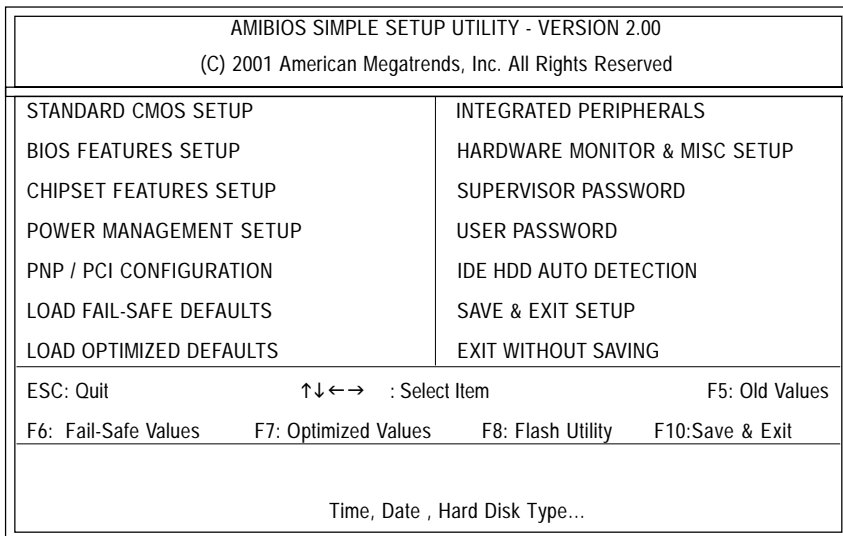 AMIBIOS SIMPLE SETUP UTILITY - VERSION 2.00
(C) 2001 American Megatrends, Inc. All Rights Reserved
STANDARD CMOS SETUP
BIOS FEATURES SETUP
CHIPSET FEATURES SETUP
POWER MANAGEMENT SETUP
PNP / PCI CONFIGURATION
LOAD FAIL-SAFE DEFAULTS
LOAD OPTIMIZED DEFAULTS
INTEGRATED PERIPHERALS
HARDWARE MONITOR & MISC SETUP
SUPERVISOR PASSWORD
USER PASSWORD
IDE HDD AUTO DETECTION
SAVE & EXIT SETUP
EXIT WITHOUT SAVING
ESC: Quit ↑↓←→ : Select Item F5: Old Values
F6: Fail-Safe Values F7: Optimized Values F8: Flash Utility F10:Save & Exit
Time, Date , Hard Disk Type...